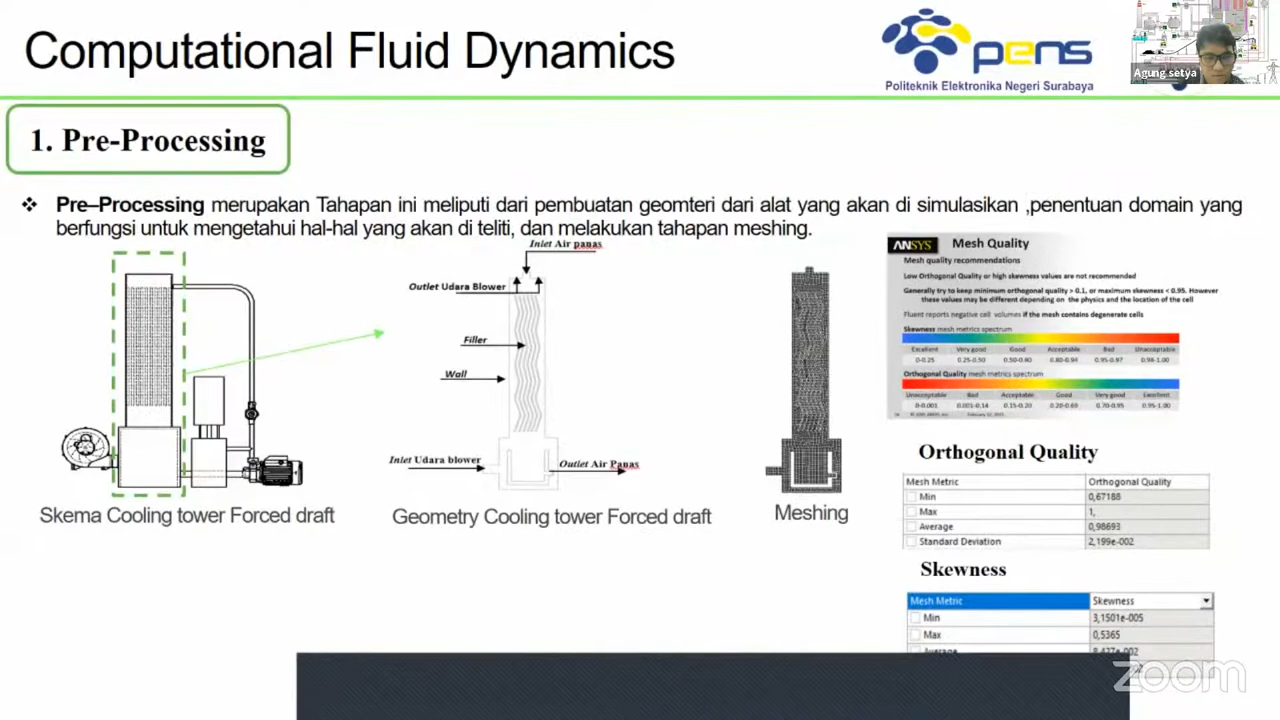 Computational Fluid Dynamics
pens
Politeknik Elektronika Negeri Surabaya
Agung setya
1. Pre-Processing
❖ Pre–Processing merupakan Tahapan ini meliputi dari pembuatan geomteri dari alat yang akan di simulasikan ,penentuan domain yang
berfungsi untuk mengetahui hal-hal yang akan di teliti, dan melakukan tahapan meshing.
Inlet Air panas
Outlet Udara Blower
Filler
Wall
Inlet Udara blower
Outlet Air Panas
Skema Cooling tower Forced draft
Geometry Cooling tower Forced draft
Meshing
ANSYS Mesh Quality
Mesh quality recommendations
Low Orthogonal Quality or high skewness values are not recommended
Generally try to keep minimum orthogonal quality > 0.1, or maximum skewness < 0.95. However
these values may be different depending on the physics and the location of the cell
Fluent reports negative cell volumes if the mesh contains degenerate cells
Skewness mesh metrics spectrum
Excellent Very good Good Acceptable Bad Unacceptable
0-0.25 0.25-0.50 0.50-0.80 0.80-0.94 0.95-0.97 0.98-1.00
Orthogonal Quality mesh metrics spectrum
Unacceptable Bad Acceptable Good Very good Excellent
0-0.001 0.001-0.14 0.15-0.20 0.20-0.69 0.70-0.95 0.95-1.00
Orthogonal Quality
Mesh Metric Orthogonal Quality
Min 0,67188
Max 1,
Average 0,98693
Standard Deviation 2,199e-002
Skewness
Mesh Metric Skewness
Min 3,1501e-005
Max 0,5365
Average 8,427e-002
zoom